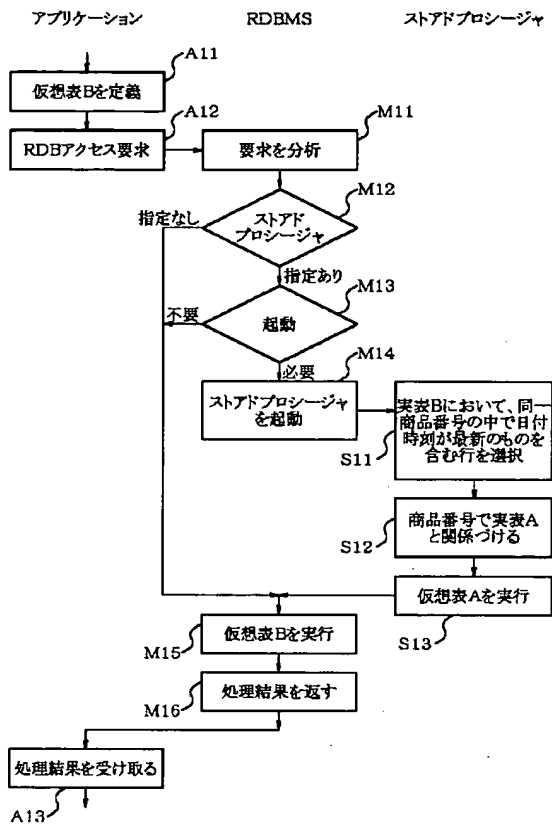 アプリケーション
RDBMS
ストアドプロシージャ
A11
仮想表Bを定義
A12
RDBアクセス要求
M11
要求を分析
M12
ストアド
プロシージャ
指定なし
指定あり
M13
起動
不要
必要
M14
ストアドプロシージャ
を起動
実表Bにおいて、同一
商品番号の中で日付
時刻が最新のものを
含む行を選択
S11
商品番号で実表A
と関係づける
S12
仮想表Aを実行
S13
仮想表Bを実行
M15
処理結果を返す
M16
処理結果を受け取る
A13